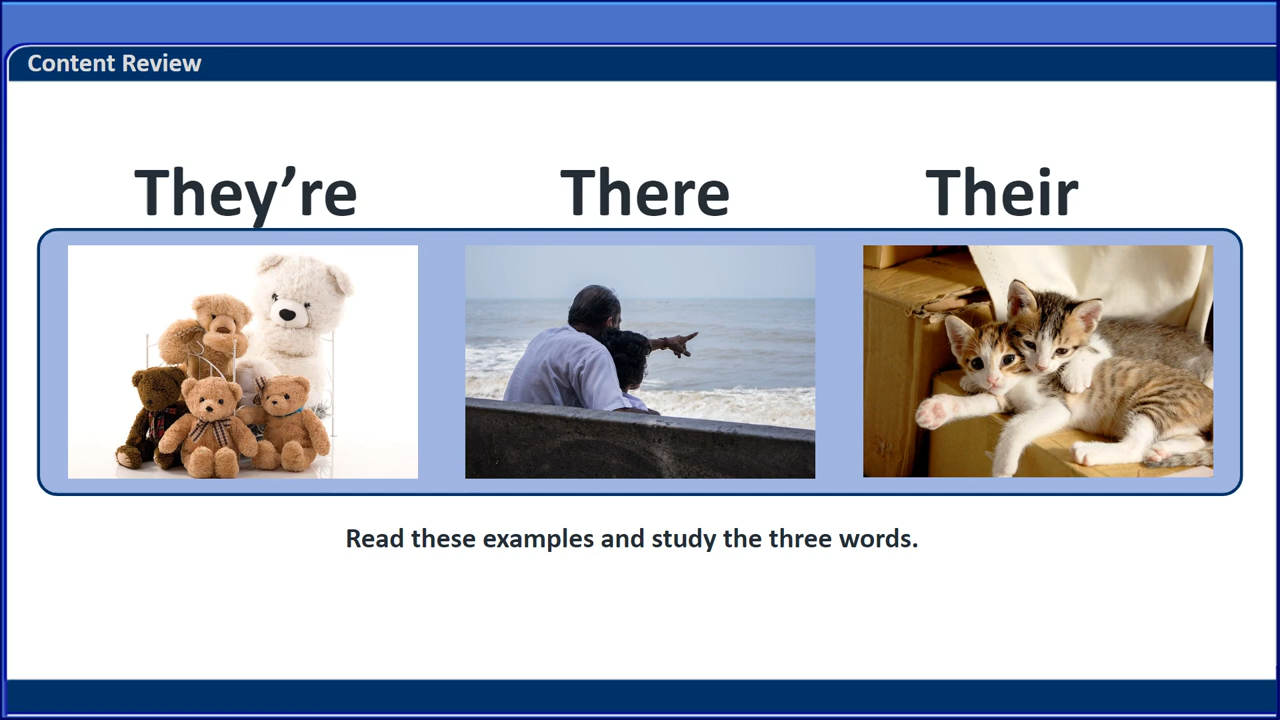 Content Review
They’re There Their
Read these examples and study the three words.